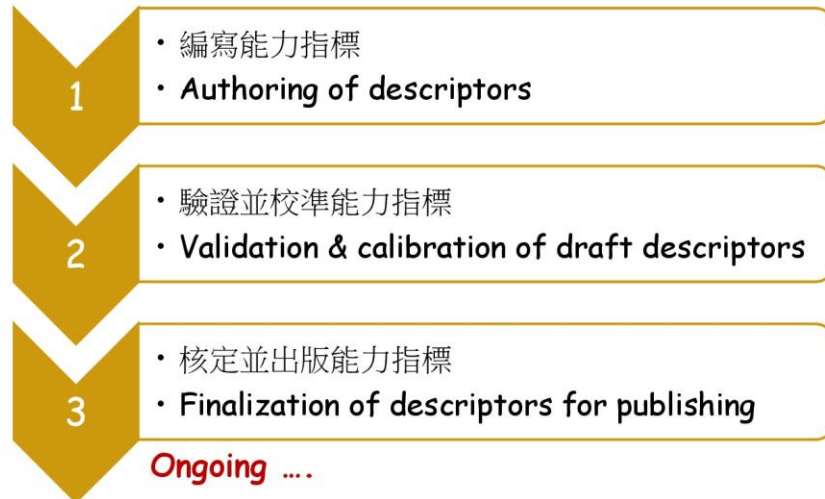 1
• 編寫能力指標
• Authoring of descriptors
2
• 驗證並校準能力指標
• Validation & calibration of draft descriptors
3
• 核定並出版能力指標
• Finalization of descriptors for publishing
Ongoing ….